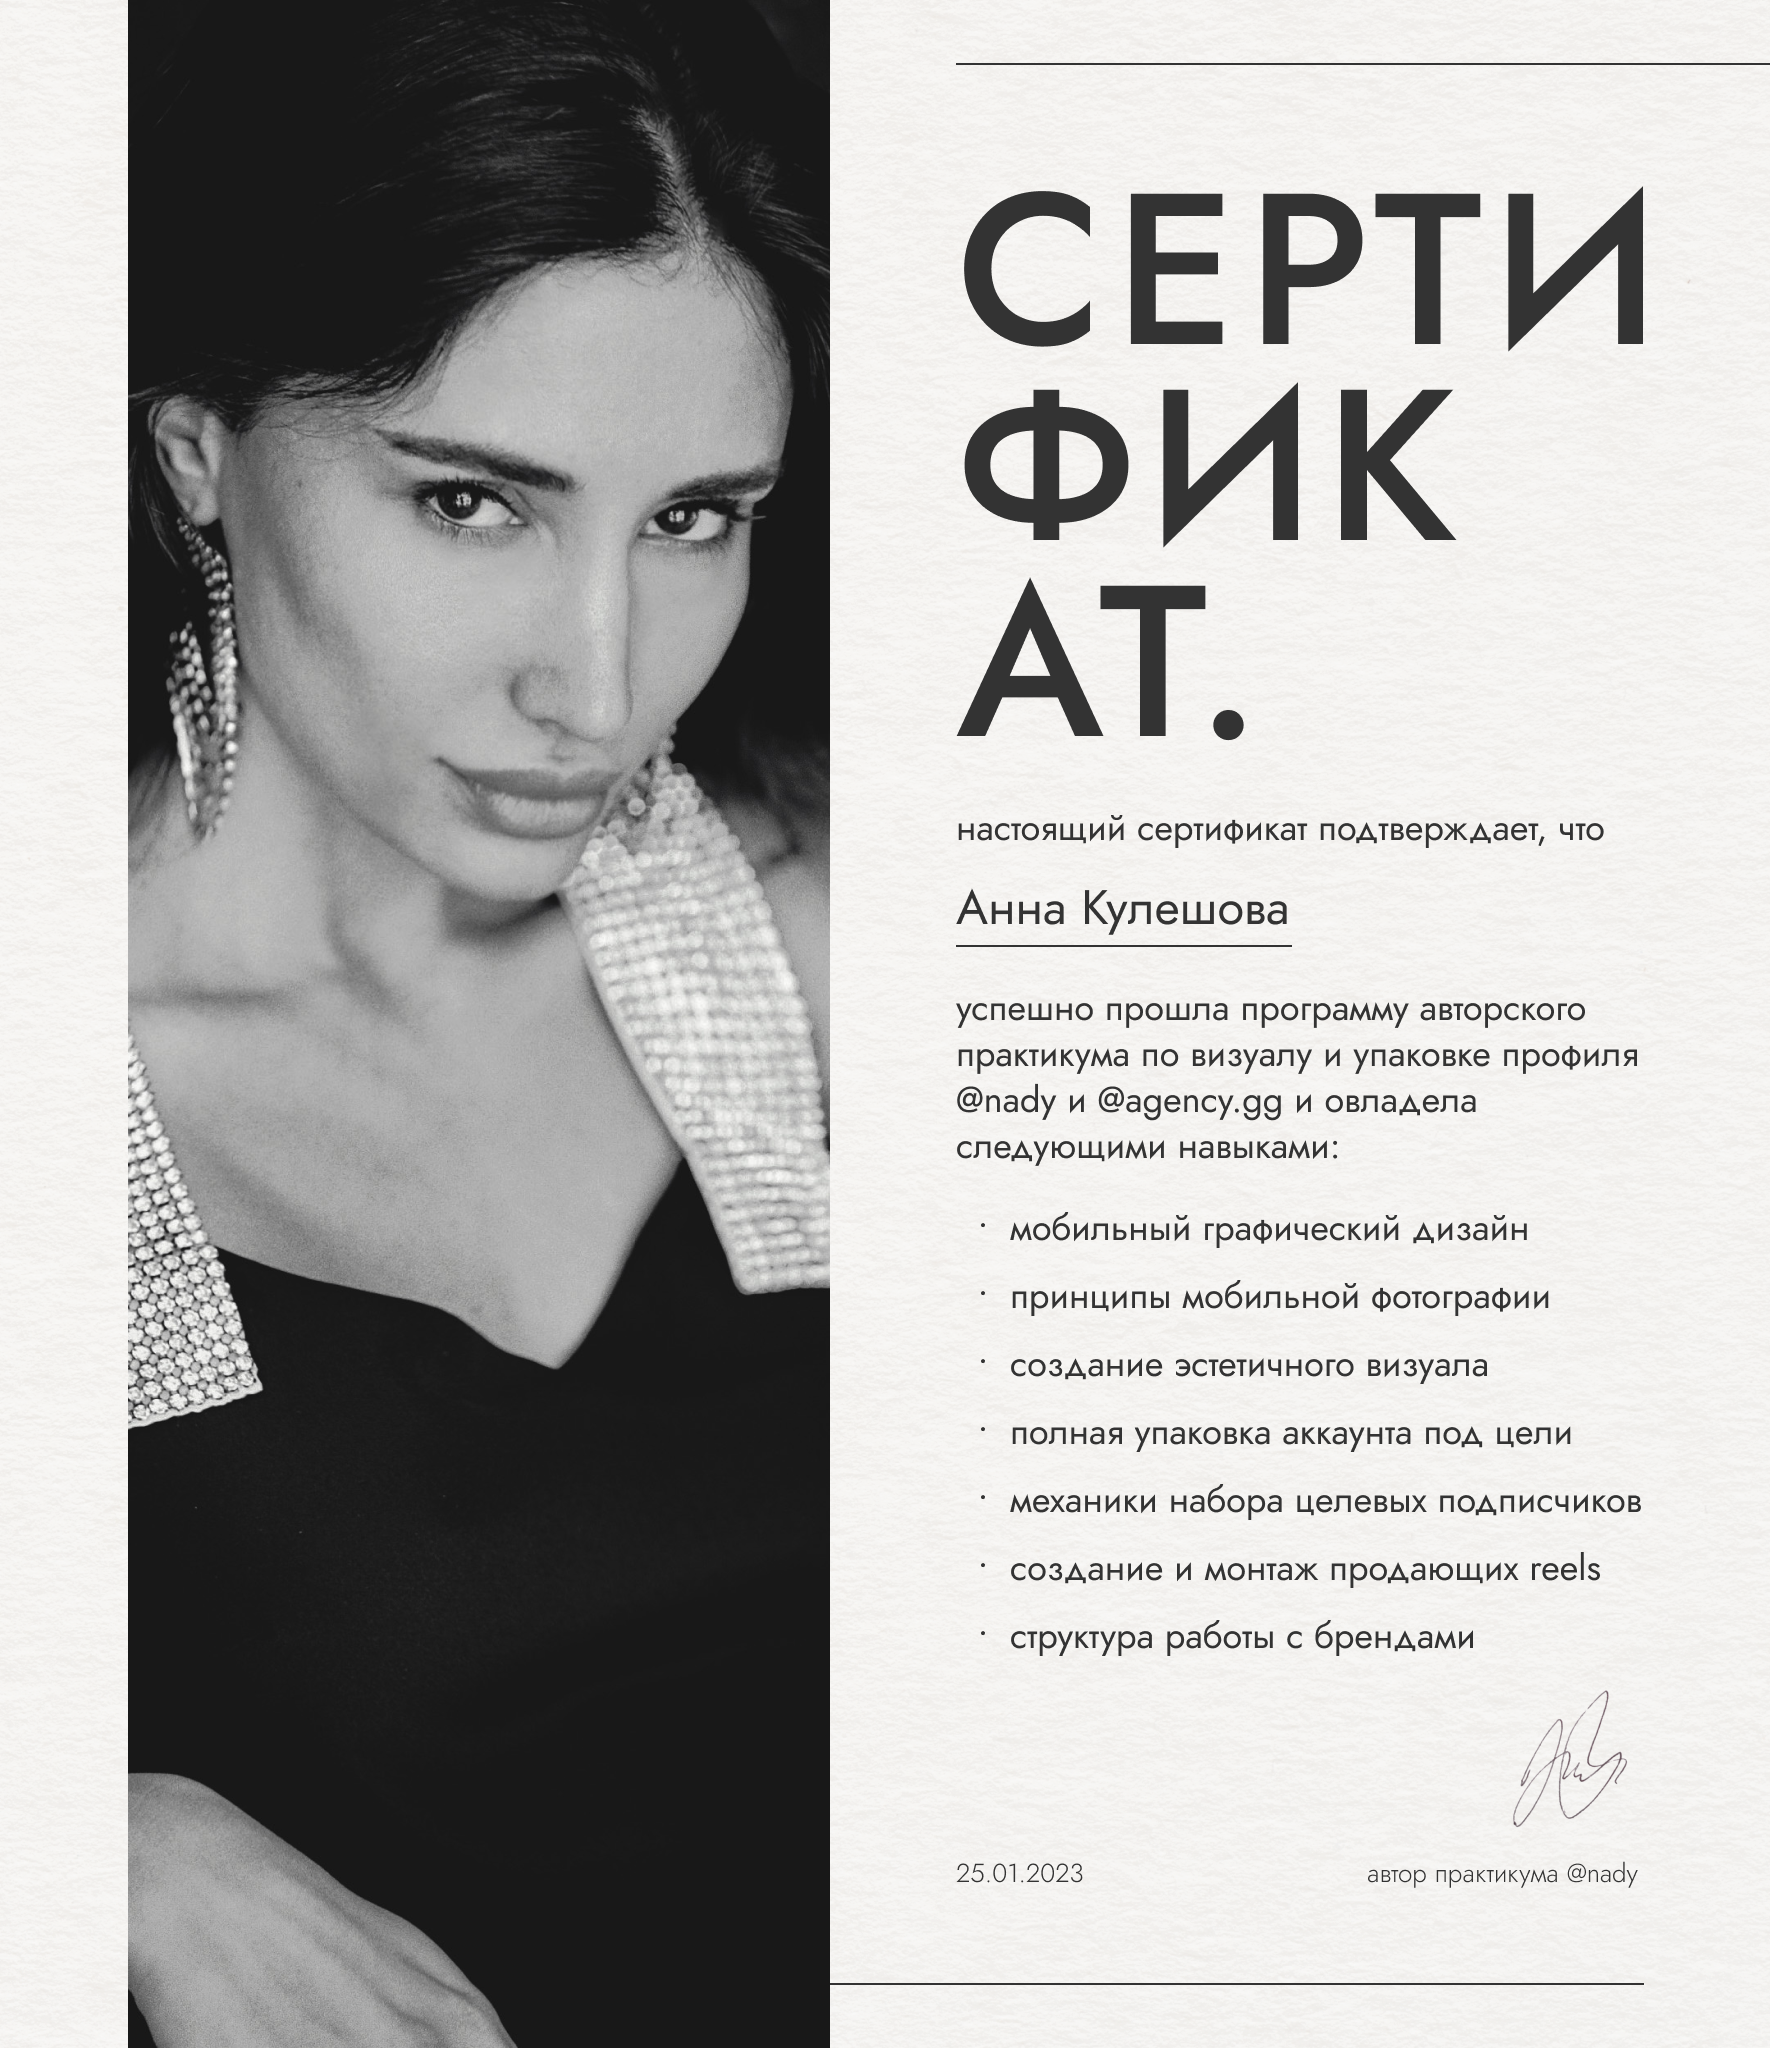 СЕРТИ
ФИК
АТ.
настоящий сертификат подтверждает, что
Анна Кулешова
успешно прошла программу авторского
практикума по визуалу и упаковке профиля
@nady и @agency.gg и овладела
следующими навыками:
· мобильный графический дизайн
· принципы мобильной фотографии
· создание эстетичного визуала
· полная упаковка аккаунта под цели
· механики набора целевых подписчиков
· создание и монтаж продающих reels
· структура работы с брендами
25.01.2023 автор практикума @nady